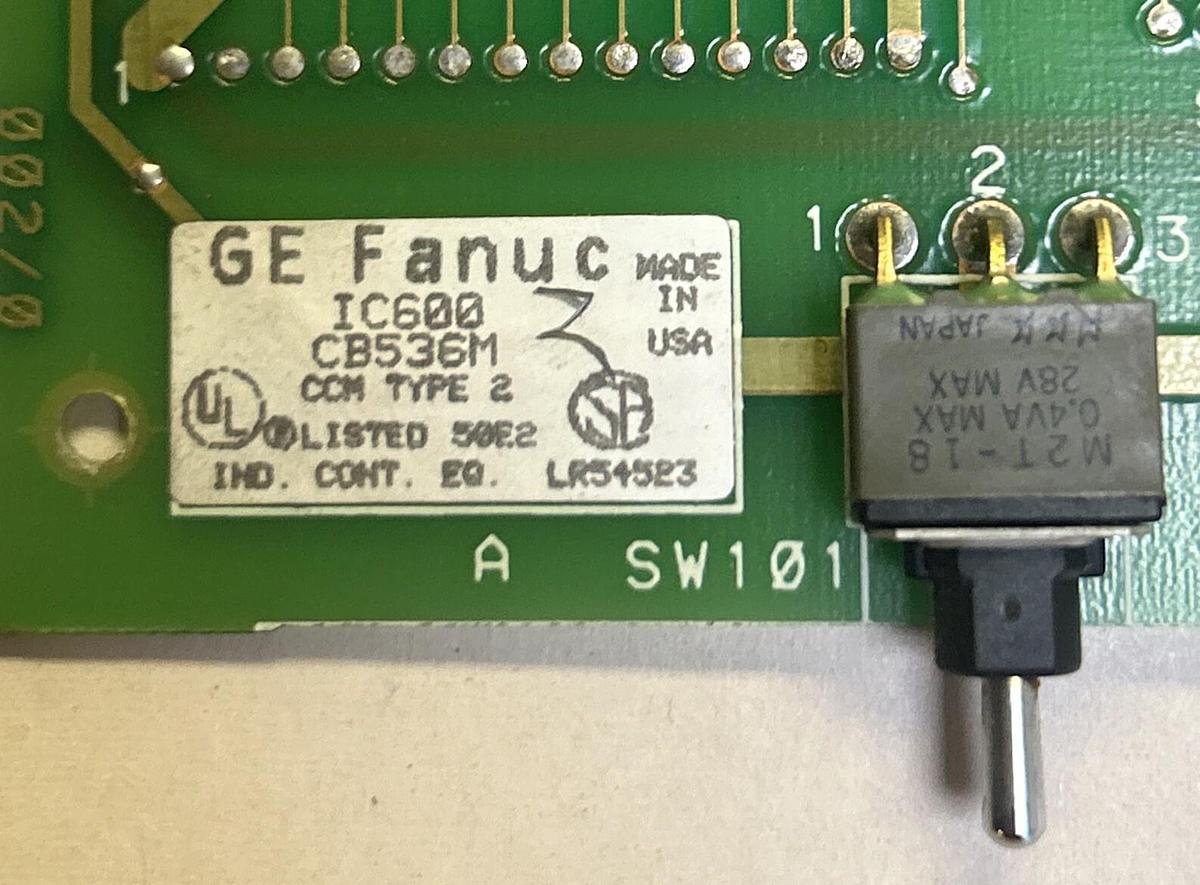 1
2
1
3
GE Fanuc
MADE
IN
USA
IC600
CB536M
CCM TYPE 2
UL
®LISTED 50E2
IND. CONT. EQ. LR54523
A SW101
M2T-18
0.4VA MAX
28V MAX
JAPAN